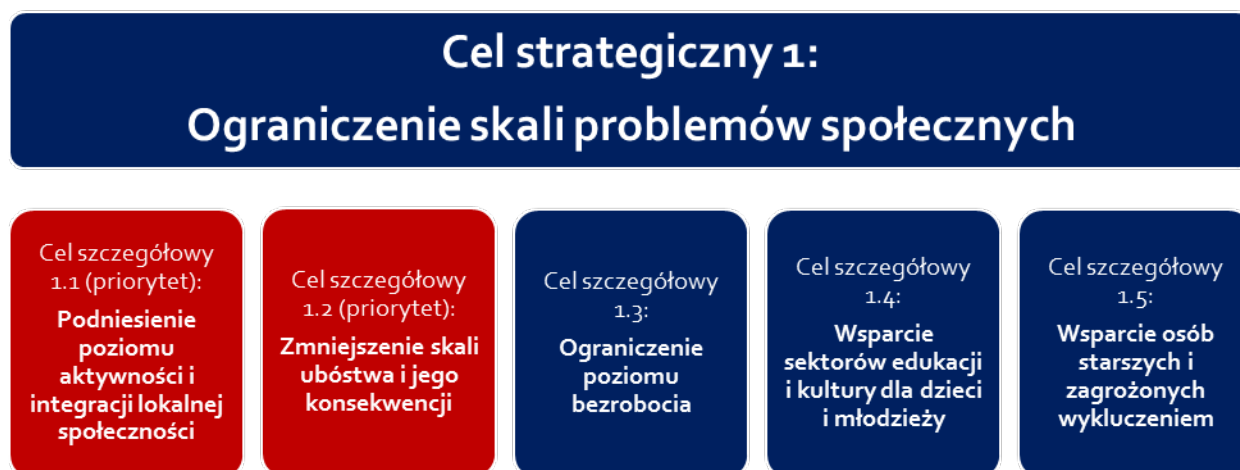 Cel strategiczny 1:
Ograniczenie skali problemów społecznych
Cel szczegółowy
1.1 (priorytet):
Podniesienie
poziomu
aktywności i
integracji lokalnej
społeczności
Cel szczegółowy
1.2 (priorytet):
Zmniejszenie skali
ubóstwa i jego
konsekwencji
Cel szczegółowy
1.3:
Ograniczenie
poziomu
bezrobocia
Cel szczegółowy
1.4:
Wsparcie
sektorów edukacji
i kultury dla dzieci
i młodzieży
Cel szczegółowy
1.5:
Wsparcie osób
starszych i
zagrożonych
wykluczeniem